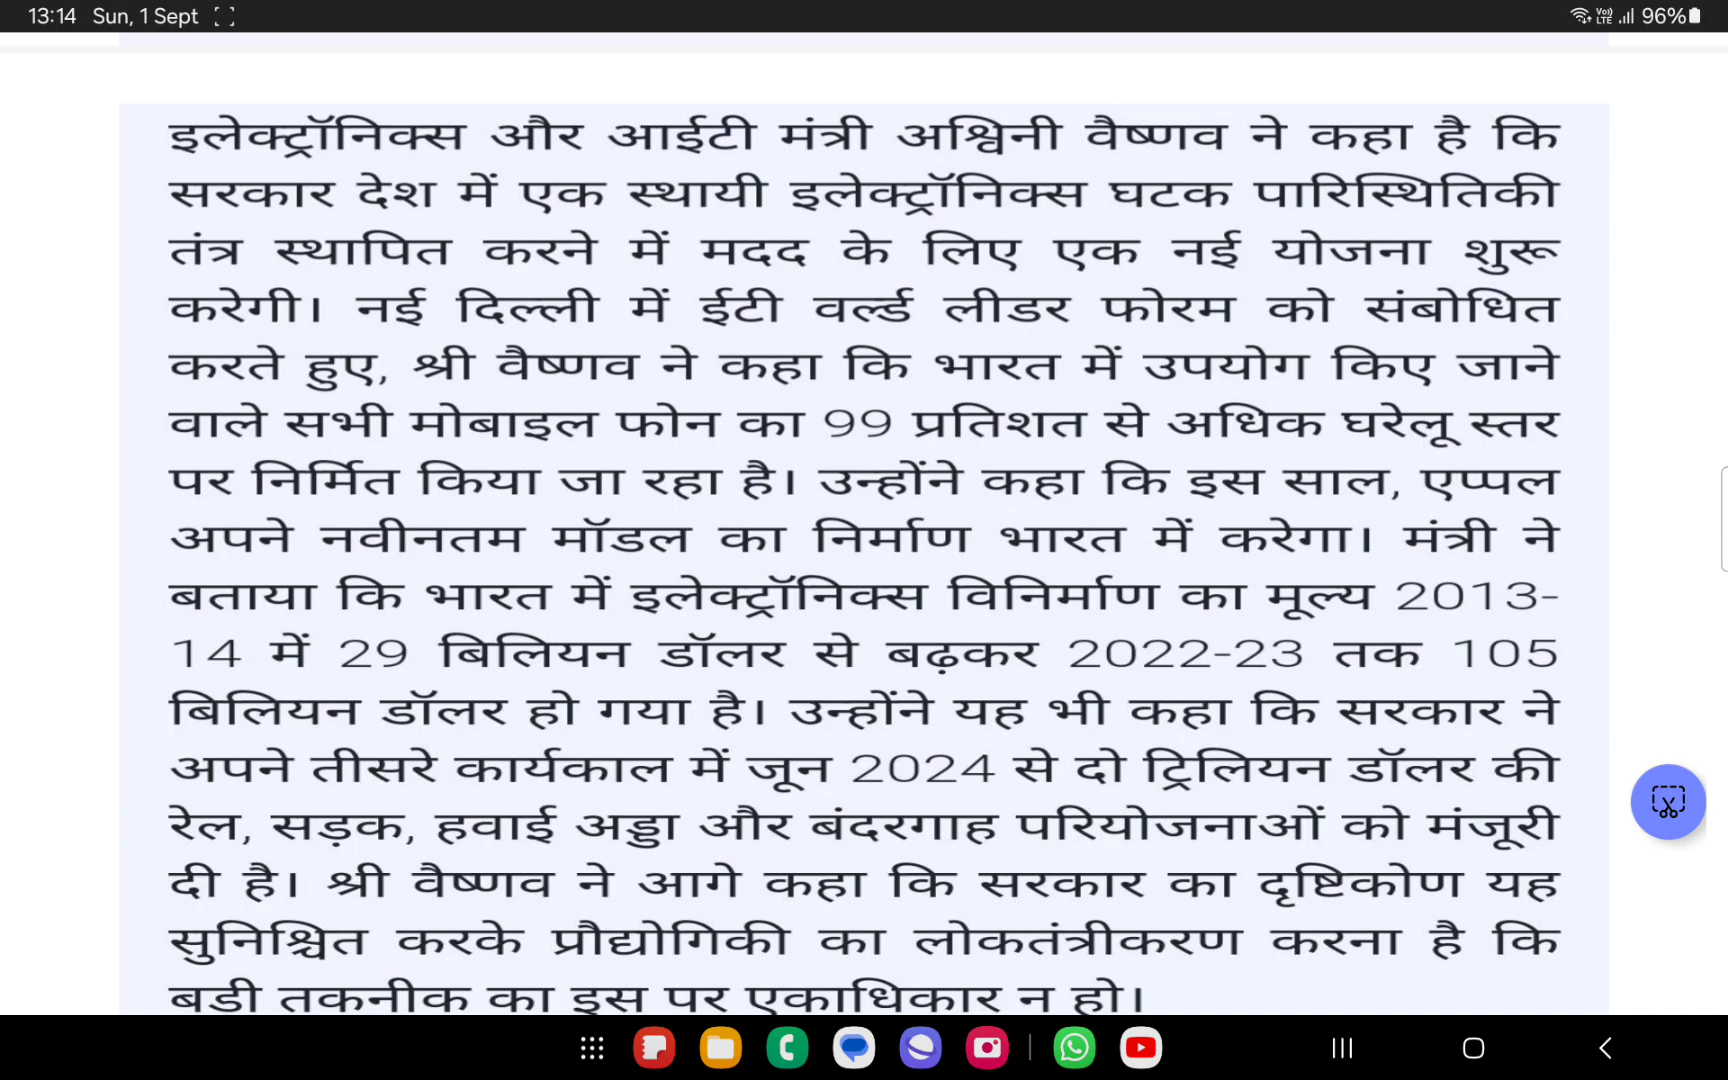 13:14 Sun, 1 Sept
Vo)) LTE 96%
इलेक्ट्रॉनिक्स और आईटी मंत्री अश्विनी वैष्णव ने कहा है कि
सरकार देश में एक स्थायी इलेक्ट्रॉनिक्स घटक पारिस्थितिकी
तंत्र स्थापित करने में मदद के लिए एक नई योजना शुरू
करेगी। नई दिल्ली में ईटी वर्ल्ड लीडर फोरम को संबोधित
करते हुए, श्री वैष्णव ने कहा कि भारत में उपयोग किए जाने
वाले सभी मोबाइल फोन का 99 प्रतिशत से अधिक घरेलू स्तर
पर निर्मित किया जा रहा है। उन्होंने कहा कि इस साल, एप्पल
अपने नवीनतम मॉडल का निर्माण भारत में करेगा। मंत्री ने
बताया कि भारत में इलेक्ट्रॉनिक्स विनिर्माण का मूल्य 2013-
14 में 29 बिलियन डॉलर से बढ़कर 2022-23 तक 105
बिलियन डॉलर हो गया है। उन्होंने यह भी कहा कि सरकार ने
अपने तीसरे कार्यकाल में जून 2024 से दो ट्रिलियन डॉलर की
रेल, सड़क, हवाई अड्डा और बंदरगाह परियोजनाओं को मंजूरी
दी है। श्री वैष्णव ने आगे कहा कि सरकार का दृष्टिकोण यह
सुनिश्चित करके प्रौद्योगिकी का लोकतंत्रीकरण करना है कि
बडी तकनीक का इस पर एकाधिकार न हो।